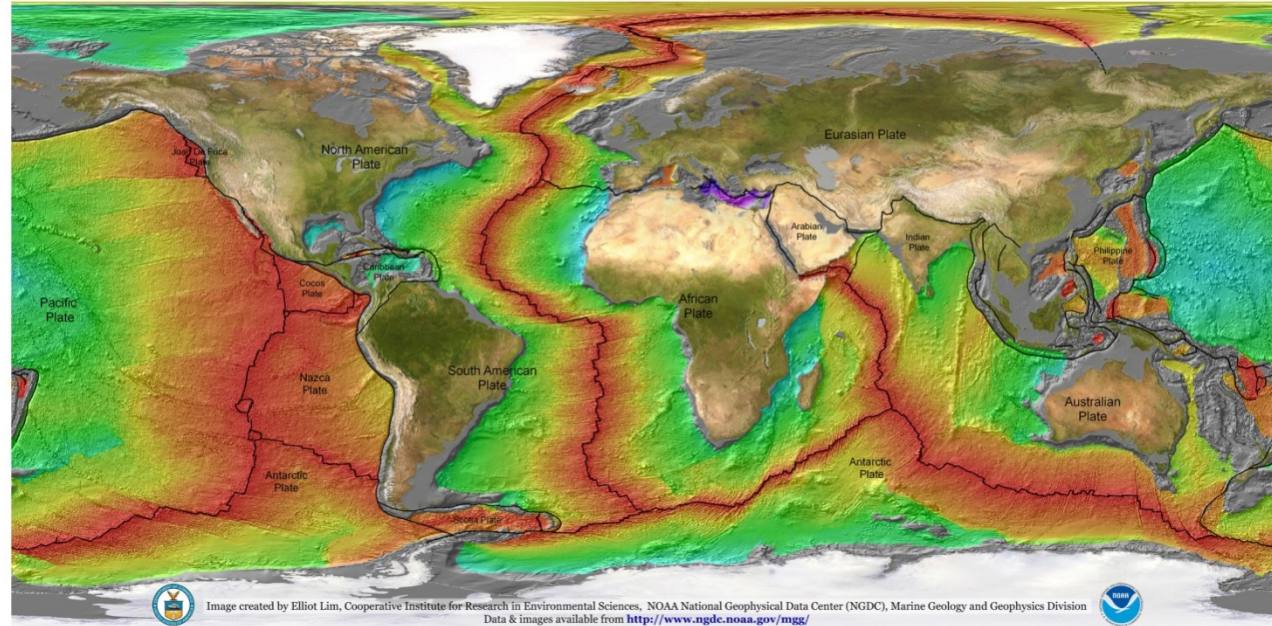 North American
Plate
Juan De Fuca
Plate
Eurasian Plate
Arabian
Plate
Indian
Plate
Philippine
Plate
Caribbean
Plate
Cocos
Plate
Pacific
Plate
African
Plate
Nazca
Plate
South American
Plate
Australian
Plate
Antarctic
Plate
Antarctic
Plate
Scotia Plate
Image created by Elliot Lim, Cooperative Institute for Research in Environmental Sciences, NOAA National Geophysical Data Center (NGDC), Marine Geology and Geophysics Division
Data & images available from http://www.ngdc.noaa.gov/mgg/
NOAA